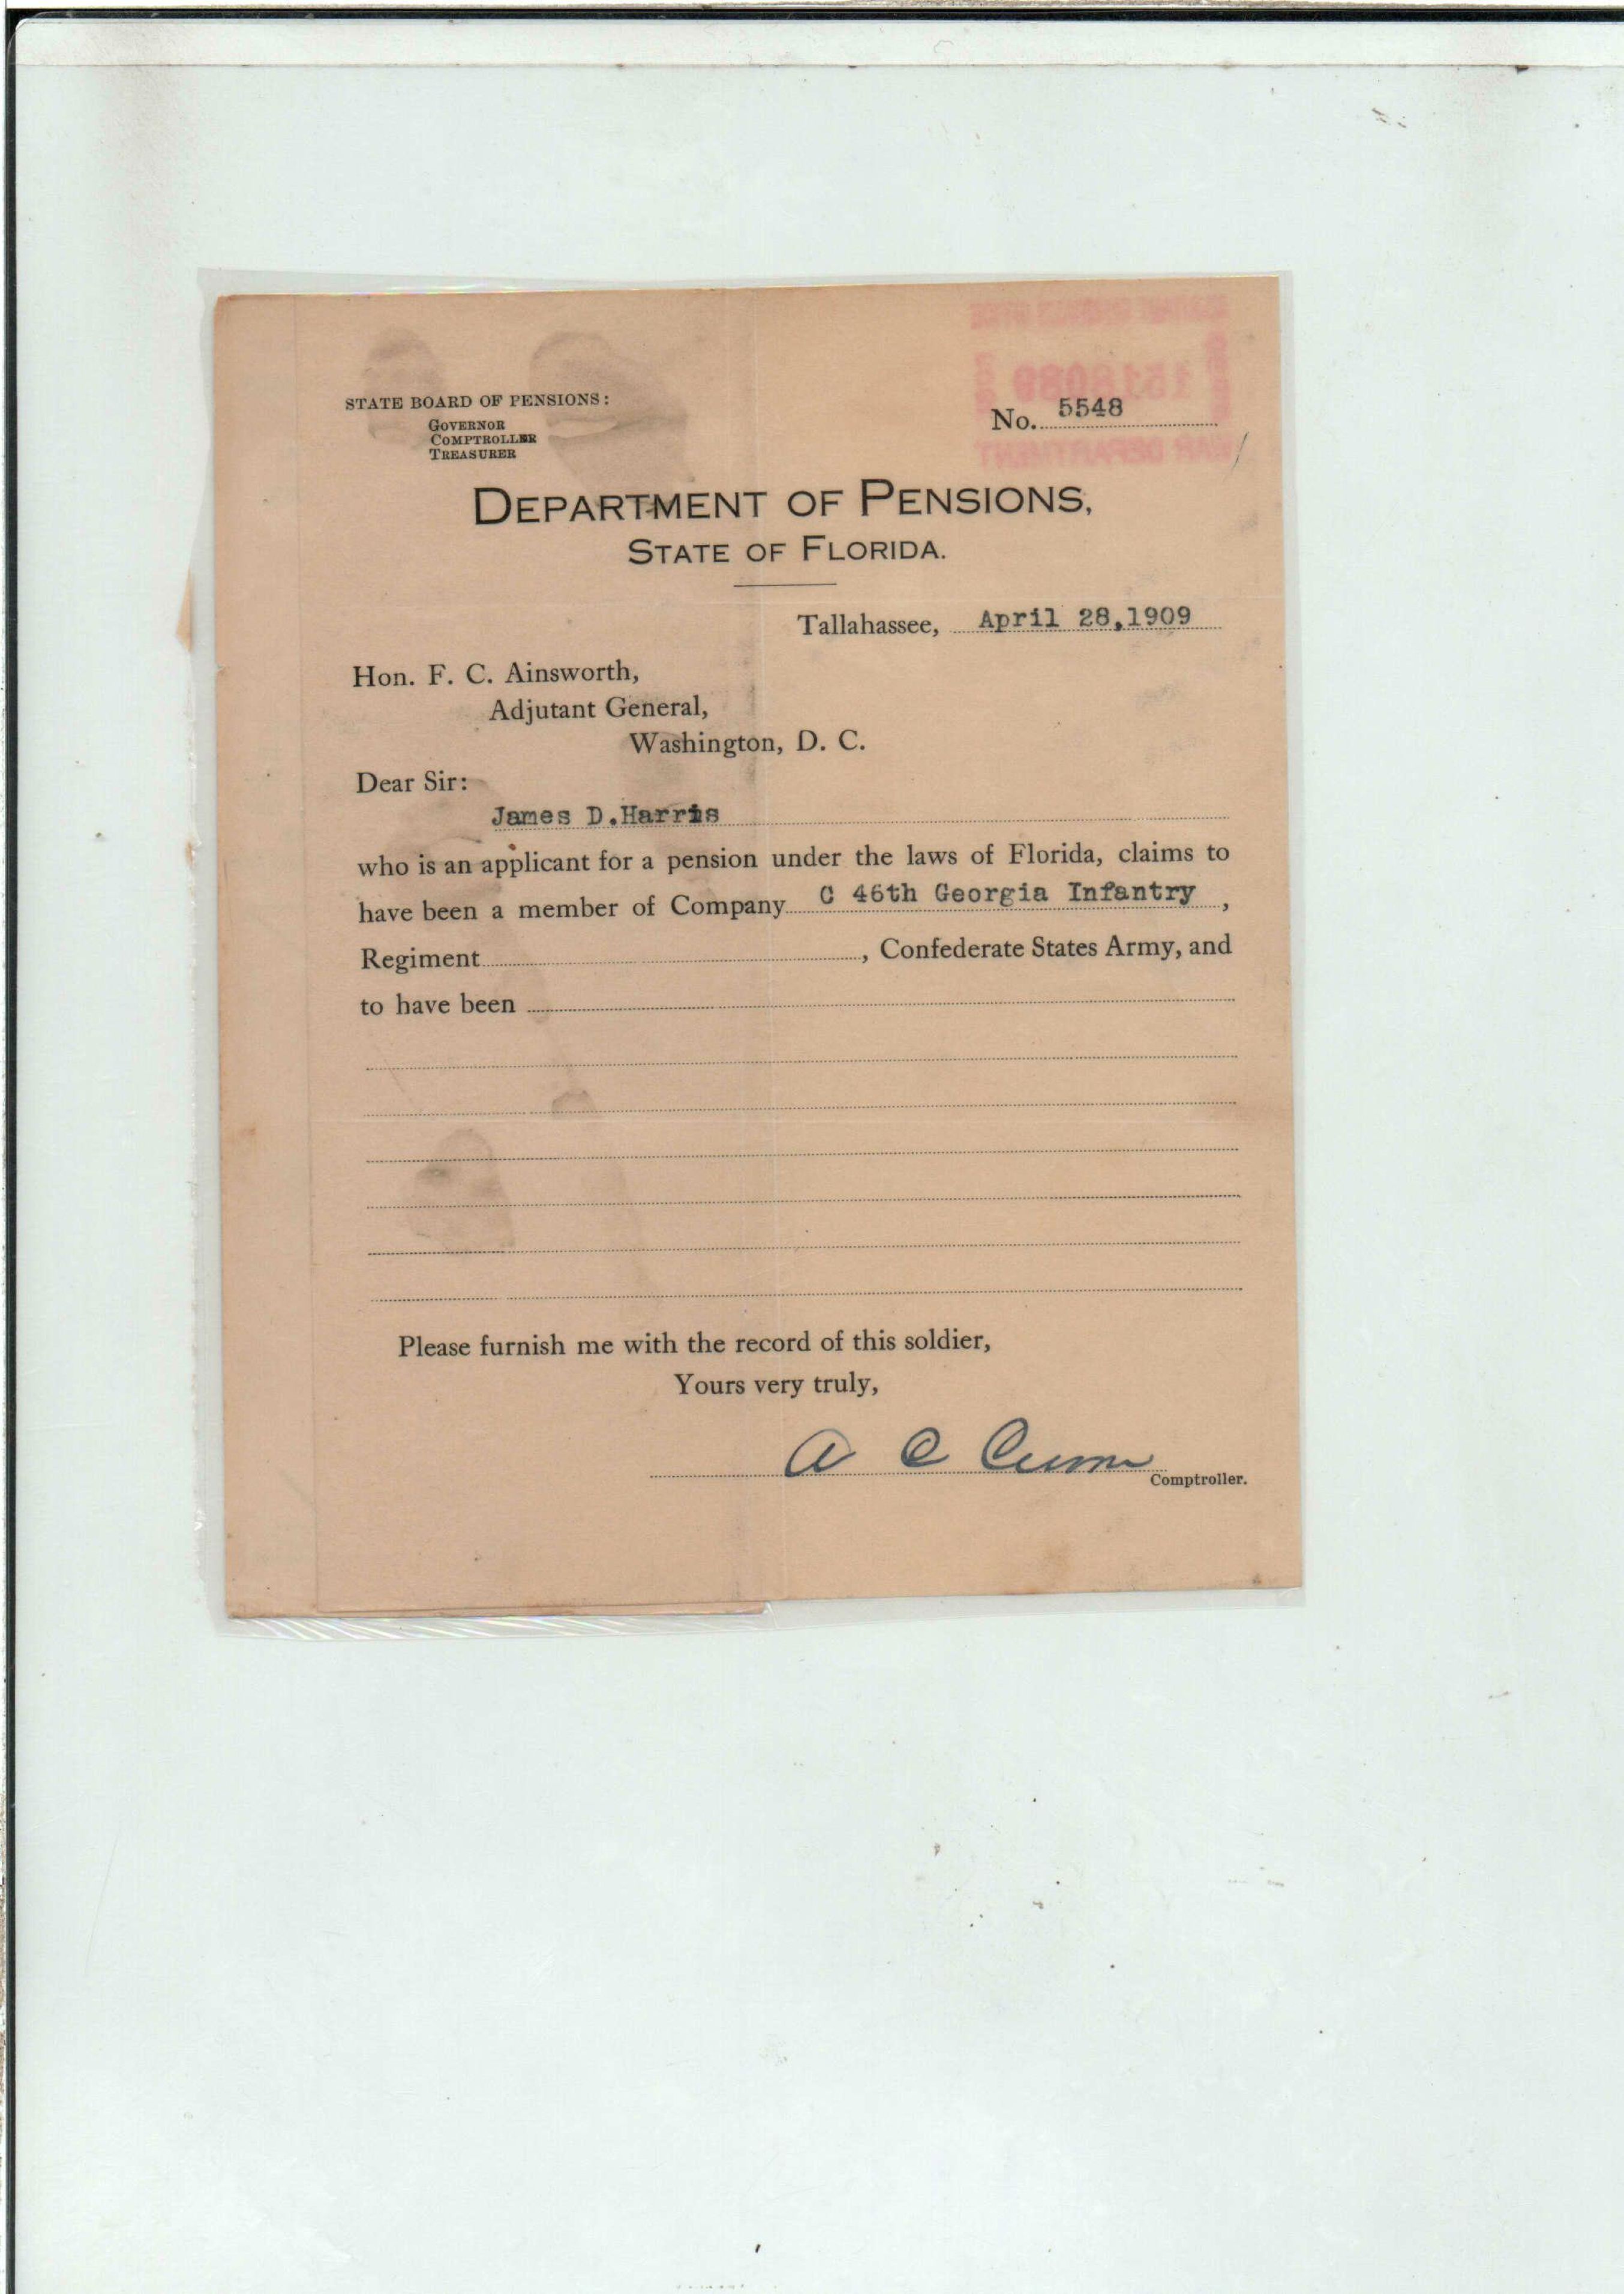 STATE BOARD OF PENSIONS:
GOVERNOR
COMPTROLLER
TREASURER
No. 5548
DEPARTMENT OF PENSIONS,
STATE OF FLORIDA.
Tallahassee, April 28,1909
Hon. F. C. Ainsworth,
Adjutant General,
Washington, D. C.
Dear Sir:
James D.Harris
who is an applicant for a pension under the laws of Florida, claims to
have been a member of Company C 46th Georgia Infantry,
Regiment, Confederate States Army, and
to have been
Please furnish me with the record of this soldier,
Yours very truly,
A C
Comptroller.